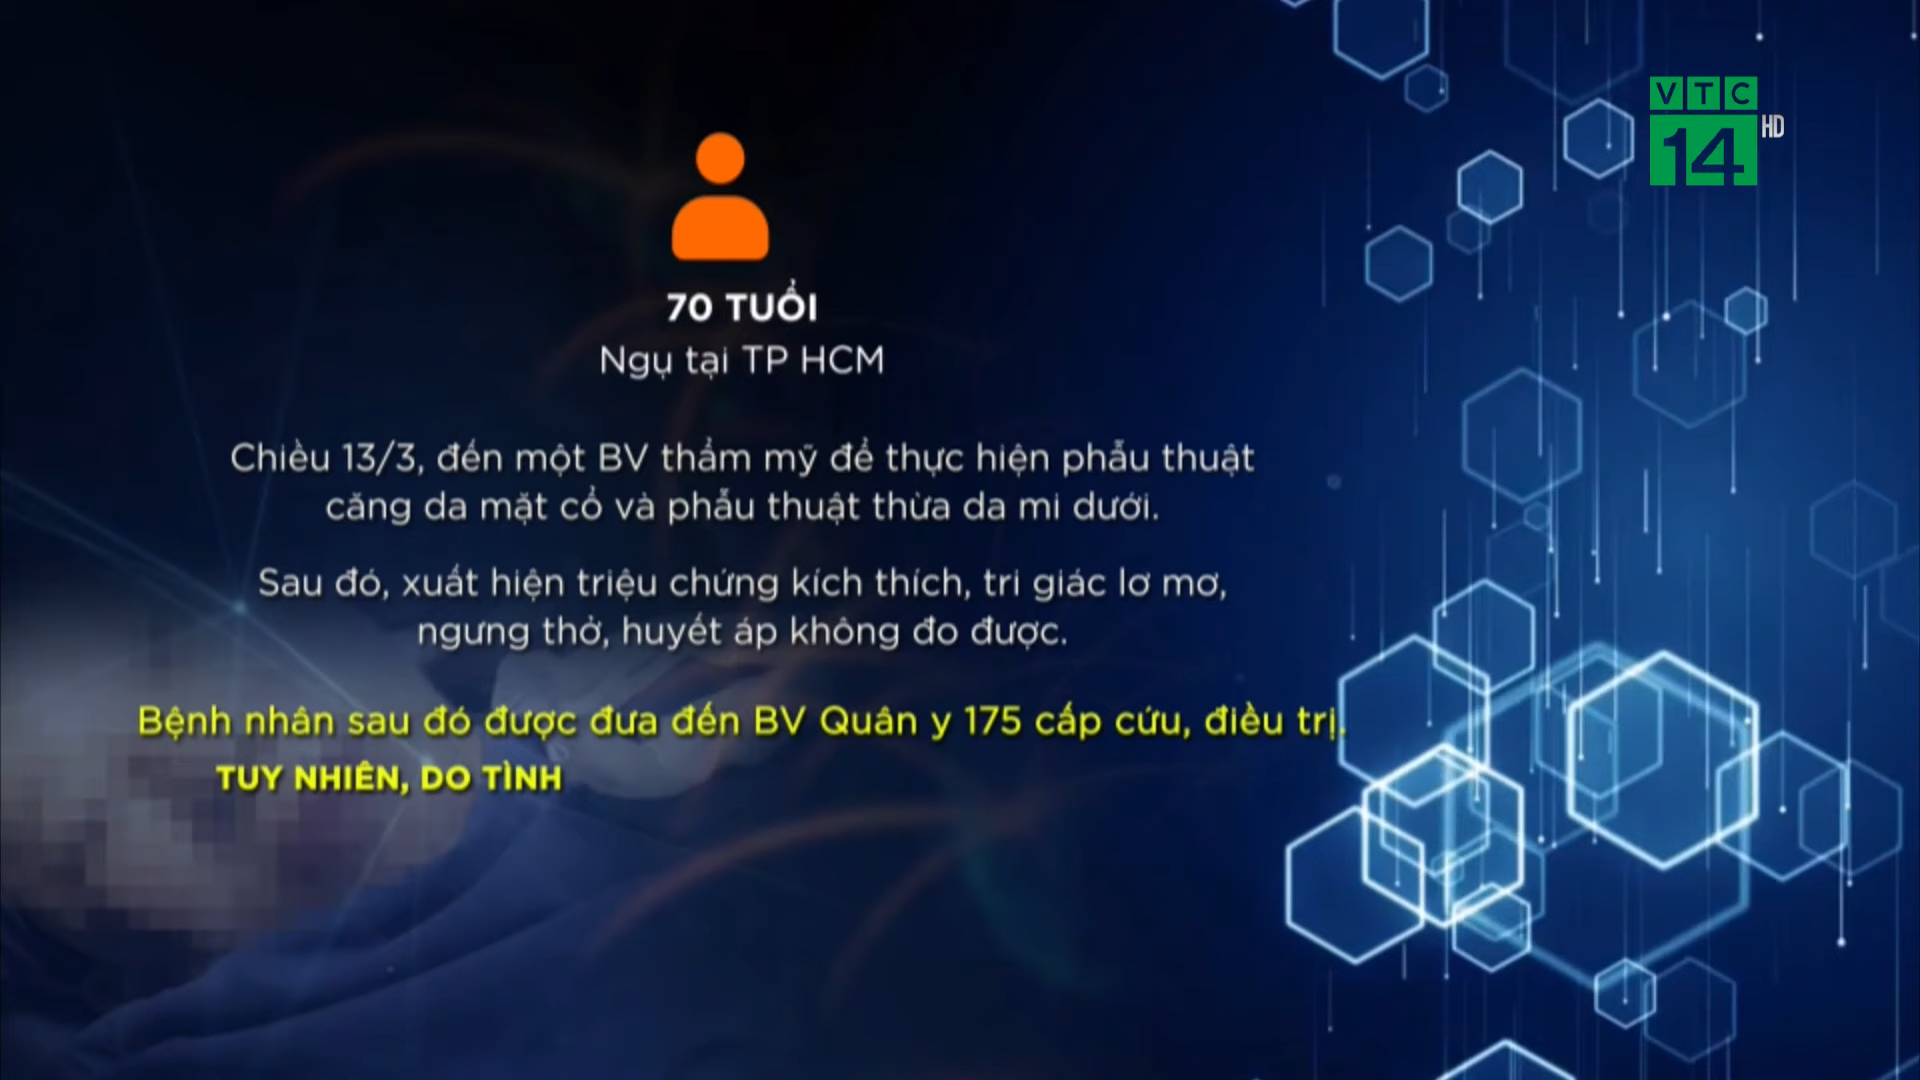 VTC
14 HD
70 TUỔI
Ngụ tại TP HCM
Chiều 13/3, đến một BV thẩm mỹ để thực hiện phẫu thuật
căng da mặt cổ và phẫu thuật thừa da mi dưới.
Sau đó, xuất hiện triệu chứng kích thích, tri giác lơ mơ,
ngưng thở, huyết áp không đo được.
Bệnh nhân sau đó được đưa đến BV Quân y 175 cấp cứu, điều trị.
TUY NHIÊN, DO TÌNH